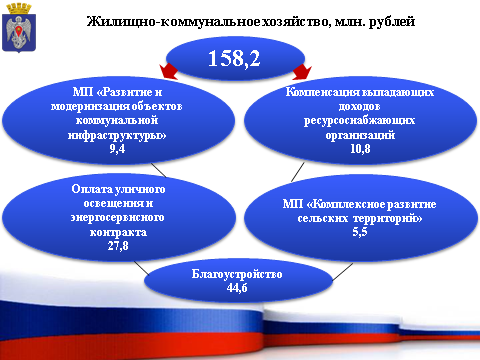 Жилищно-коммунальное хозяйство, млн. рублей
158,2
МП «Развитие и
модернизация объектов
коммунальной
инфраструктуры»
9,4
Компенсация выпадающих
доходов
ресурсоснабжающих
организаций
10,8
Оплата уличного
освещения и
энергосервисного
контракта
27,8
МП «Комплексное развитие
сельских территорий»
5,5
Благоустройство
44,6